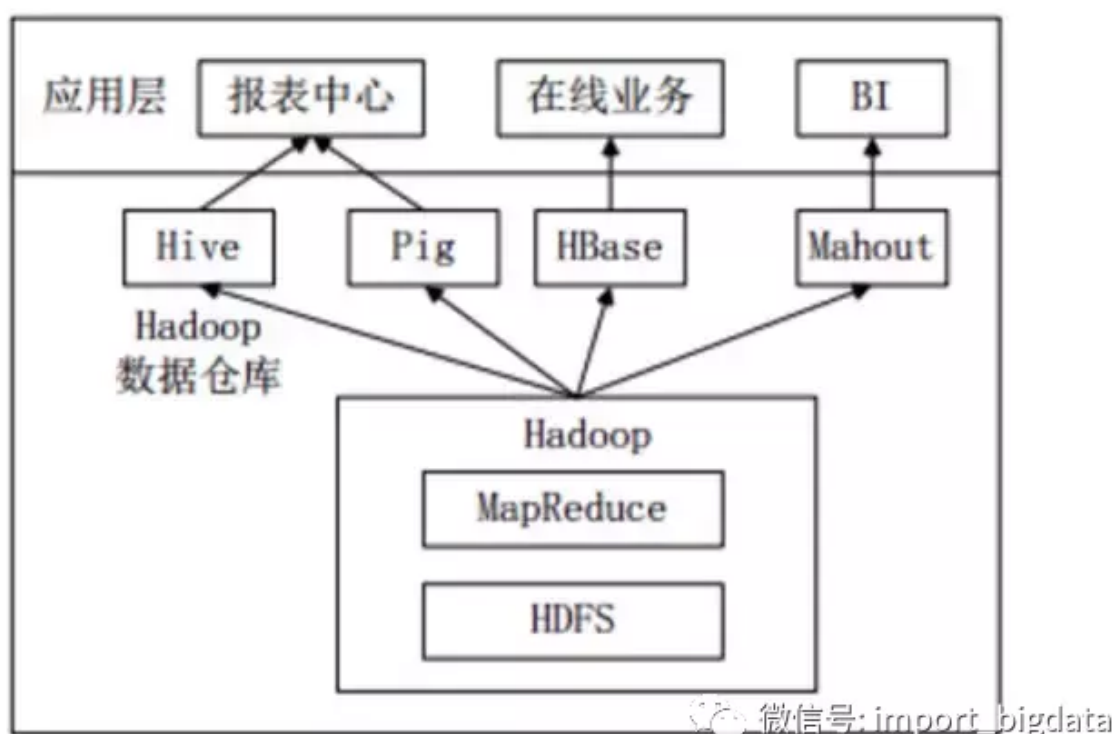 应用层 报表中心 在线业务 BI
Hive Pig HBase Mahout
Hadoop
数据仓库
Hadoop
MapReduce
HDFS
微信号: import_bigdata